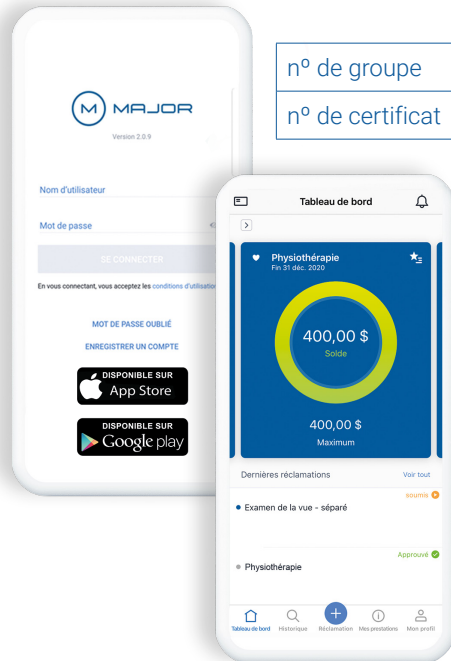 MAJOR
Version 2.0.9
Nom d'utilisateur
Mot de passe
SE CONNECTER
En vous connectant, vous acceptez les conditions d'utilisation
MOT DE PASSE OUBLIÉ
ENREGISTRER UN COMPTE
DISPONIBLE SUR
App Store
DISPONIBLE SUR
Google play
nº de groupe
nº de certificat
Tableau de bord
Physiothérapie
Fin 31 déc. 2020
400,00 $
Solde
400,00 $
Maximum
Dernières réclamations Voir tout
soumis
Examen de la vue - séparé
Approuvé
Physiothérapie
Tableau de bord Historique Réclamation Mes prestations Mon profil